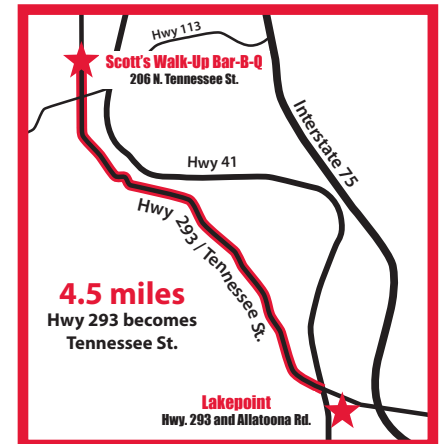 Hwy 113
Scott's Walk-Up Bar-B-Q
206 N. Tennessee St.
Interstate 75
Hwy 41
Hwy 293 / Tennessee St.
4.5 miles
Hwy 293 becomes
Tennessee St.
Lakepoint
Hwy. 293 and Allatoona Rd.